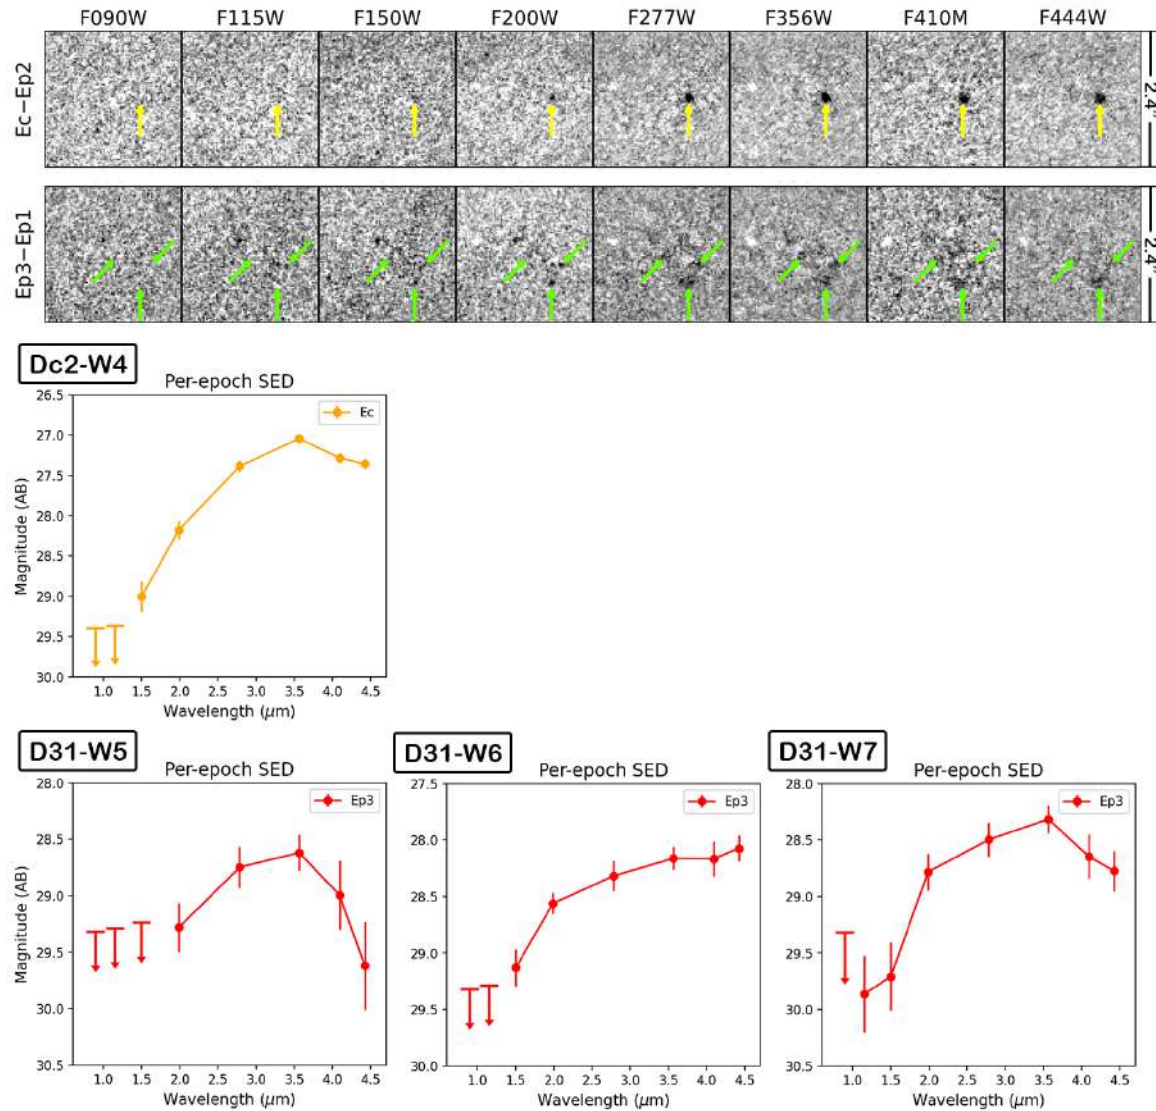 F090W F115W F150W F200W F277W F356W F410M F444W
Ec−Ep2
2.4"
Ep3−Ep1
2.4"
Dc2-W4
Per-epoch SED
Ec
26.5
27.0
27.5
28.0
28.5
29.0
29.5
30.0
Magnitude (AB)
1.0 1.5 2.0 2.5 3.0 3.5 4.0 4.5
Wavelength (μm)
D31-W5
Per-epoch SED
Ep3
28.0
28.5
29.0
29.5
30.0
30.5
Magnitude (AB)
1.0 1.5 2.0 2.5 3.0 3.5 4.0 4.5
Wavelength (μm)
D31-W6
Per-epoch SED
Ep3
27.5
28.0
28.5
29.0
29.5
30.0
1.0 1.5 2.0 2.5 3.0 3.5 4.0 4.5
Wavelength (μm)
D31-W7
Per-epoch SED
Ep3
28.0
28.5
29.0
29.5
30.0
30.5
1.0 1.5 2.0 2.5 3.0 3.5 4.0 4.5
Wavelength (μm)